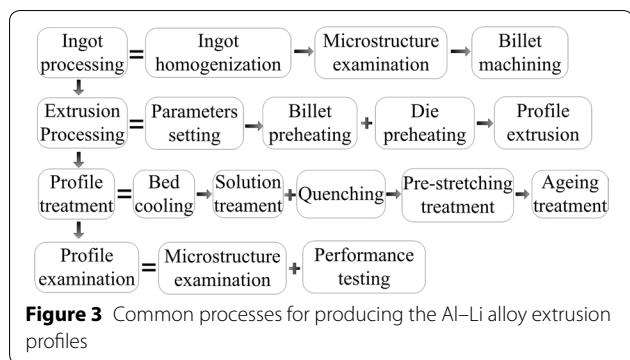 Ingot processing = Ingot homogenization → Microstructure examination → Billet machining
Extrusion Processing = Parameters setting → Billet preheating + Die preheating → Profile extrusion
Profile treatment = Bed cooling → Solution treament + Quenching → Pre-stretching treatment → Ageing treatment
Profile examination = Microstructure examination + Performance testing
Figure 3 Common processes for producing the Al–Li alloy extrusion
profiles